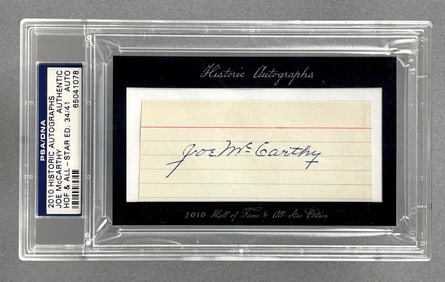 PSA/DNA
2010 HISTORIC AUTOGRAPHS
JOE McCARTHY AUTHENTIC
HOF & ALL-STAR ED. 34/41 AUTO
65041078
Historic Autographs
Joe McCarthy
2010 Hall of Fame & All-Star Edition